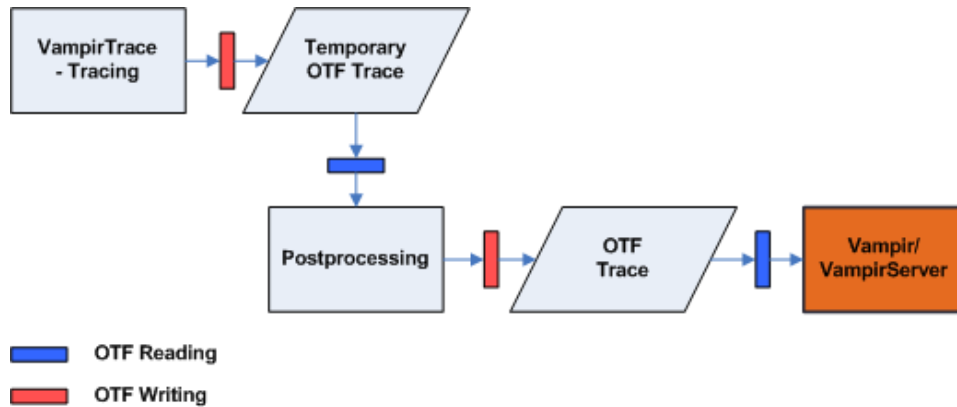 VampirTrace
- Tracing
Temporary
OTF Trace
Postprocessing
OTF
Trace
Vampir/
VampirServer
OTF Reading
OTF Writing